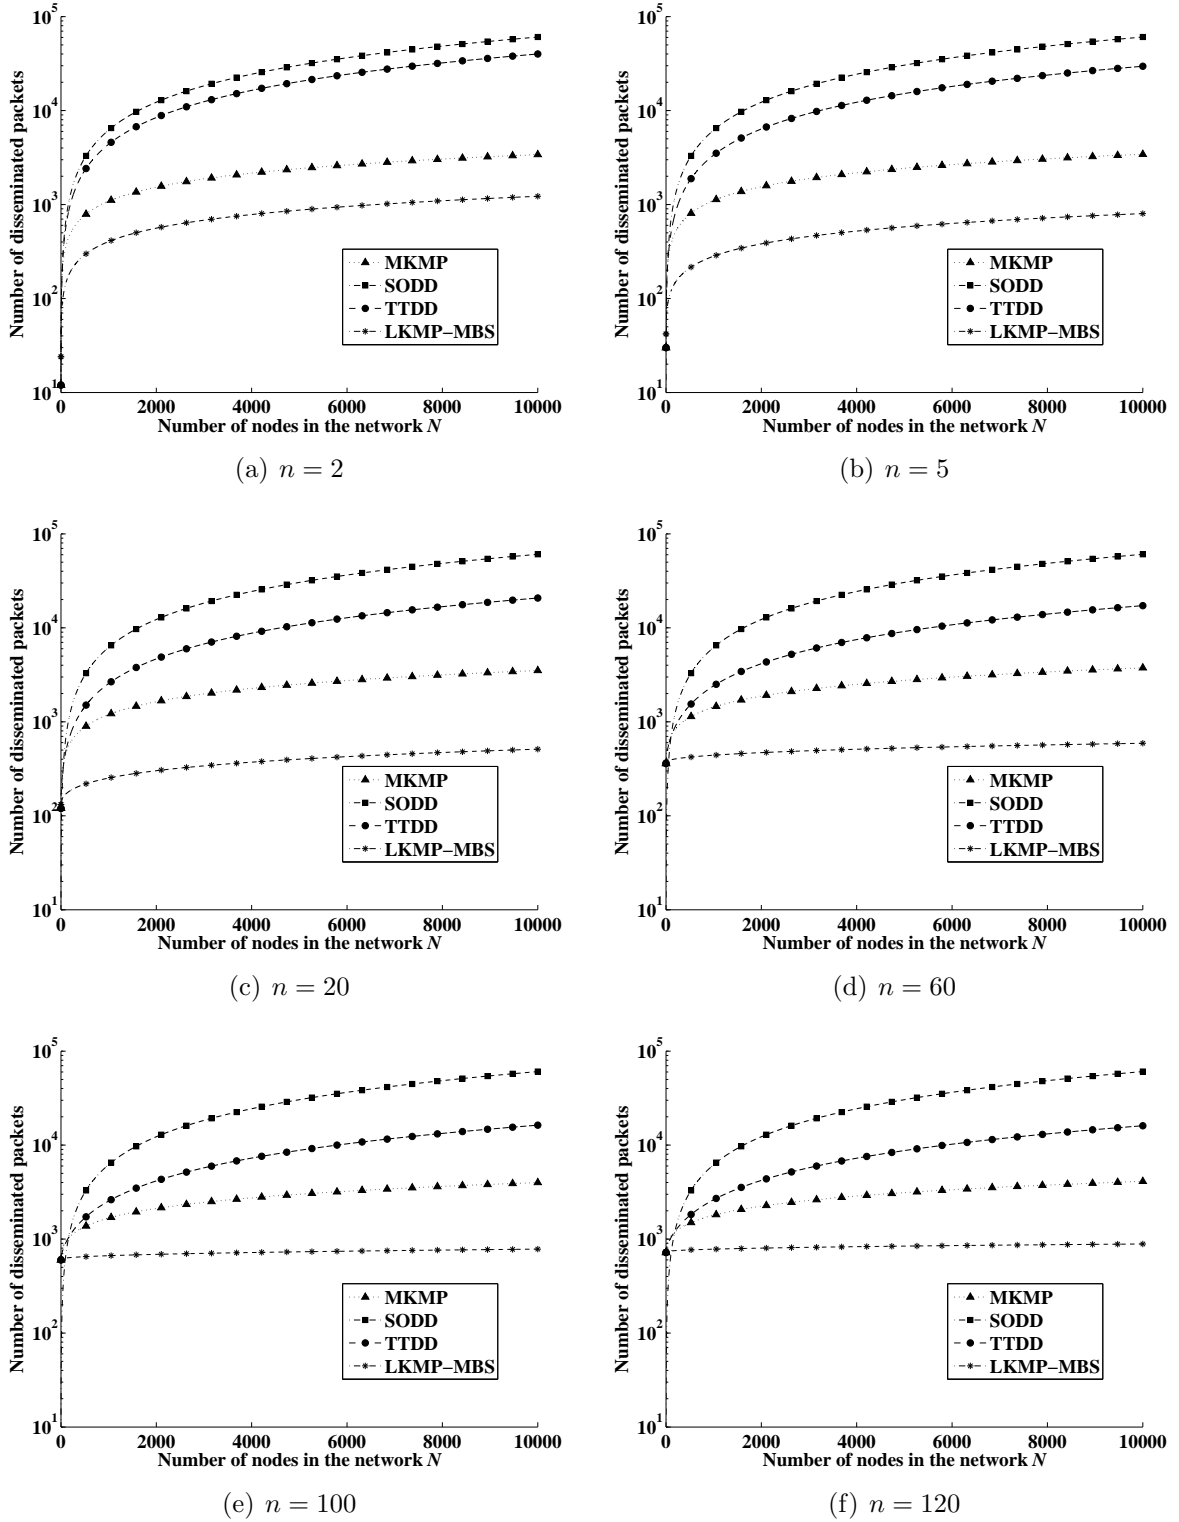 10^5
10^4
10^3
10^2
10^1
Number of disseminated packets
MKMP
SODD
TTDD
LKMP-MBS
0 2000 4000 6000 8000 10000
Number of nodes in the network N
(a) n = 2
10^5
10^4
10^3
10^2
10^1
Number of disseminated packets
MKMP
SODD
TTDD
LKMP-MBS
0 2000 4000 6000 8000 10000
Number of nodes in the network N
(b) n = 5
10^5
10^4
10^3
10^2
10^1
Number of disseminated packets
MKMP
SODD
TTDD
LKMP-MBS
0 2000 4000 6000 8000 10000
Number of nodes in the network N
(c) n = 20
10^5
10^4
10^3
10^2
10^1
Number of disseminated packets
MKMP
SODD
TTDD
LKMP-MBS
0 2000 4000 6000 8000 10000
Number of nodes in the network N
(d) n = 60
10^5
10^4
10^3
10^2
10^1
Number of disseminated packets
MKMP
SODD
TTDD
LKMP-MBS
0 2000 4000 6000 8000 10000
Number of nodes in the network N
(e) n = 100
10^5
10^4
10^3
10^2
10^1
Number of disseminated packets
MKMP
SODD
TTDD
LKMP-MBS
0 2000 4000 6000 8000 10000
Number of nodes in the network N
(f) n = 120